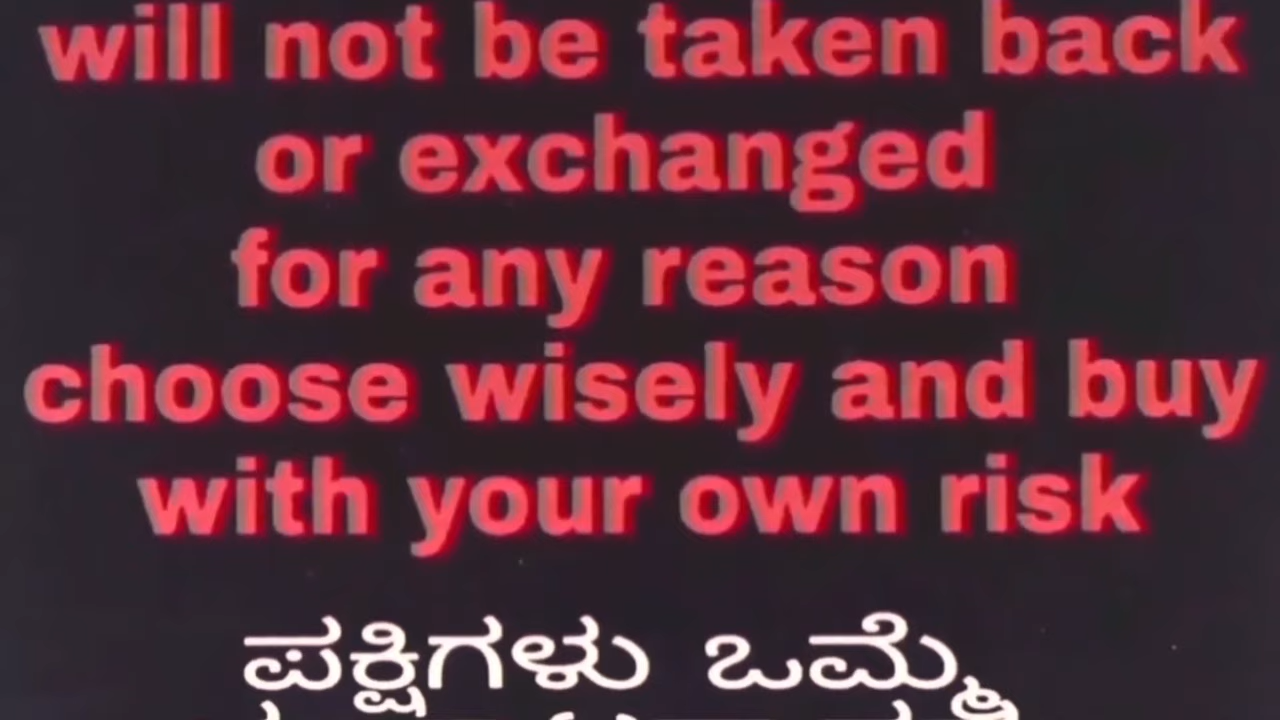 will not be taken back
or exchanged
for any reason
choose wisely and buy
with your own risk
ಪಕ್ಷಿಗಳು ಒಮ್ಮೆ